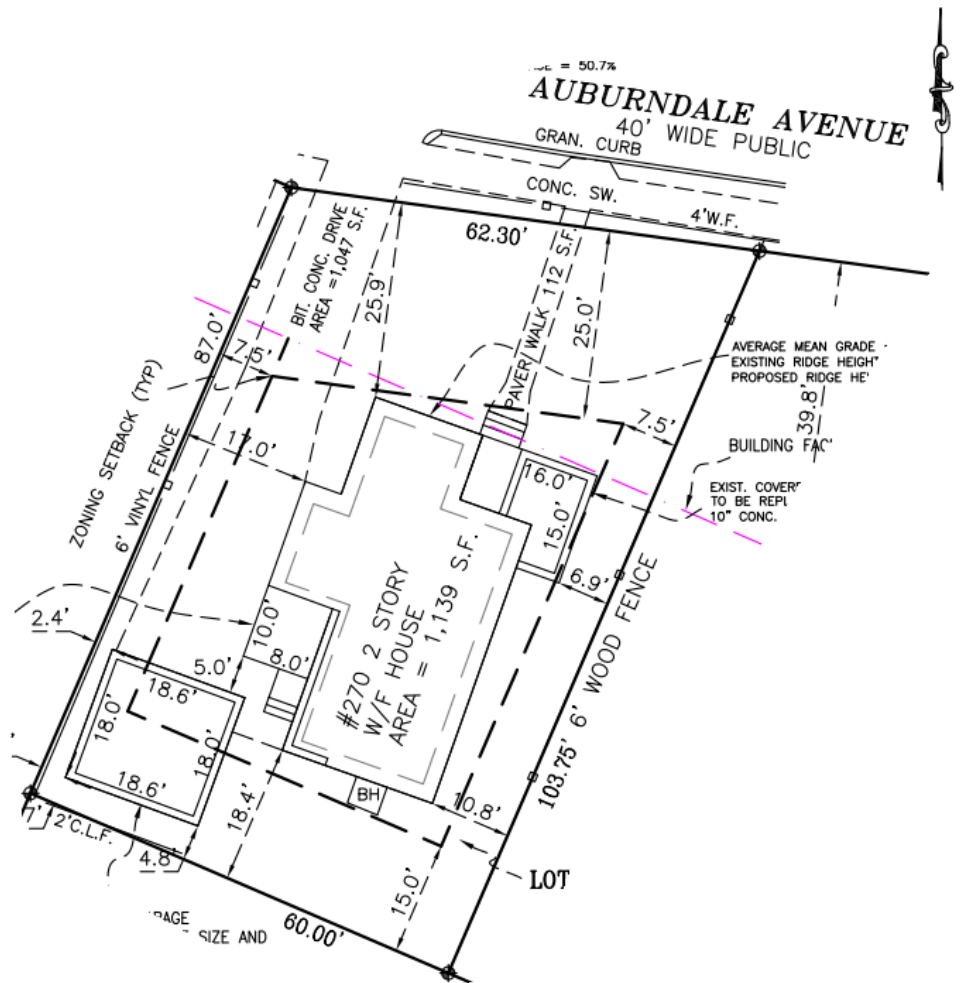 = 50.7%
AUBURNDALE AVENUE
40' WIDE PUBLIC
GRAN. CURB
CONC. SW.
4'W.F.
62.30'
BIT. CONC. DRIVE
AREA =1,047 S.F.
25.9'
PAVER WALK 112 S.F.
25.0'
87.0'
7.5'
AVERAGE MEAN GRADE
EXISTING RIDGE HEIGH
PROPOSED RIDGE HE
39.8'
7.5'
BUILDING FAC
ZONING SETBACK (TYP)
6' VINYL FENCE
17.0'
16.0'
15.0'
EXIST. COVER
TO BE REPL
10" CONC.
6.9'
#270 2 STORY
W/F HOUSE
AREA = 1,139 S.F.
103.75' 6' WOOD FENCE
2.4'
10.0'
8.0'
5.0'
18.6'
18.0'
18.0'
18.6'
BH
10.8'
18.4'
2'C.L.F.
4.8'
15.0'
LOT
60.00'
SIZE AND